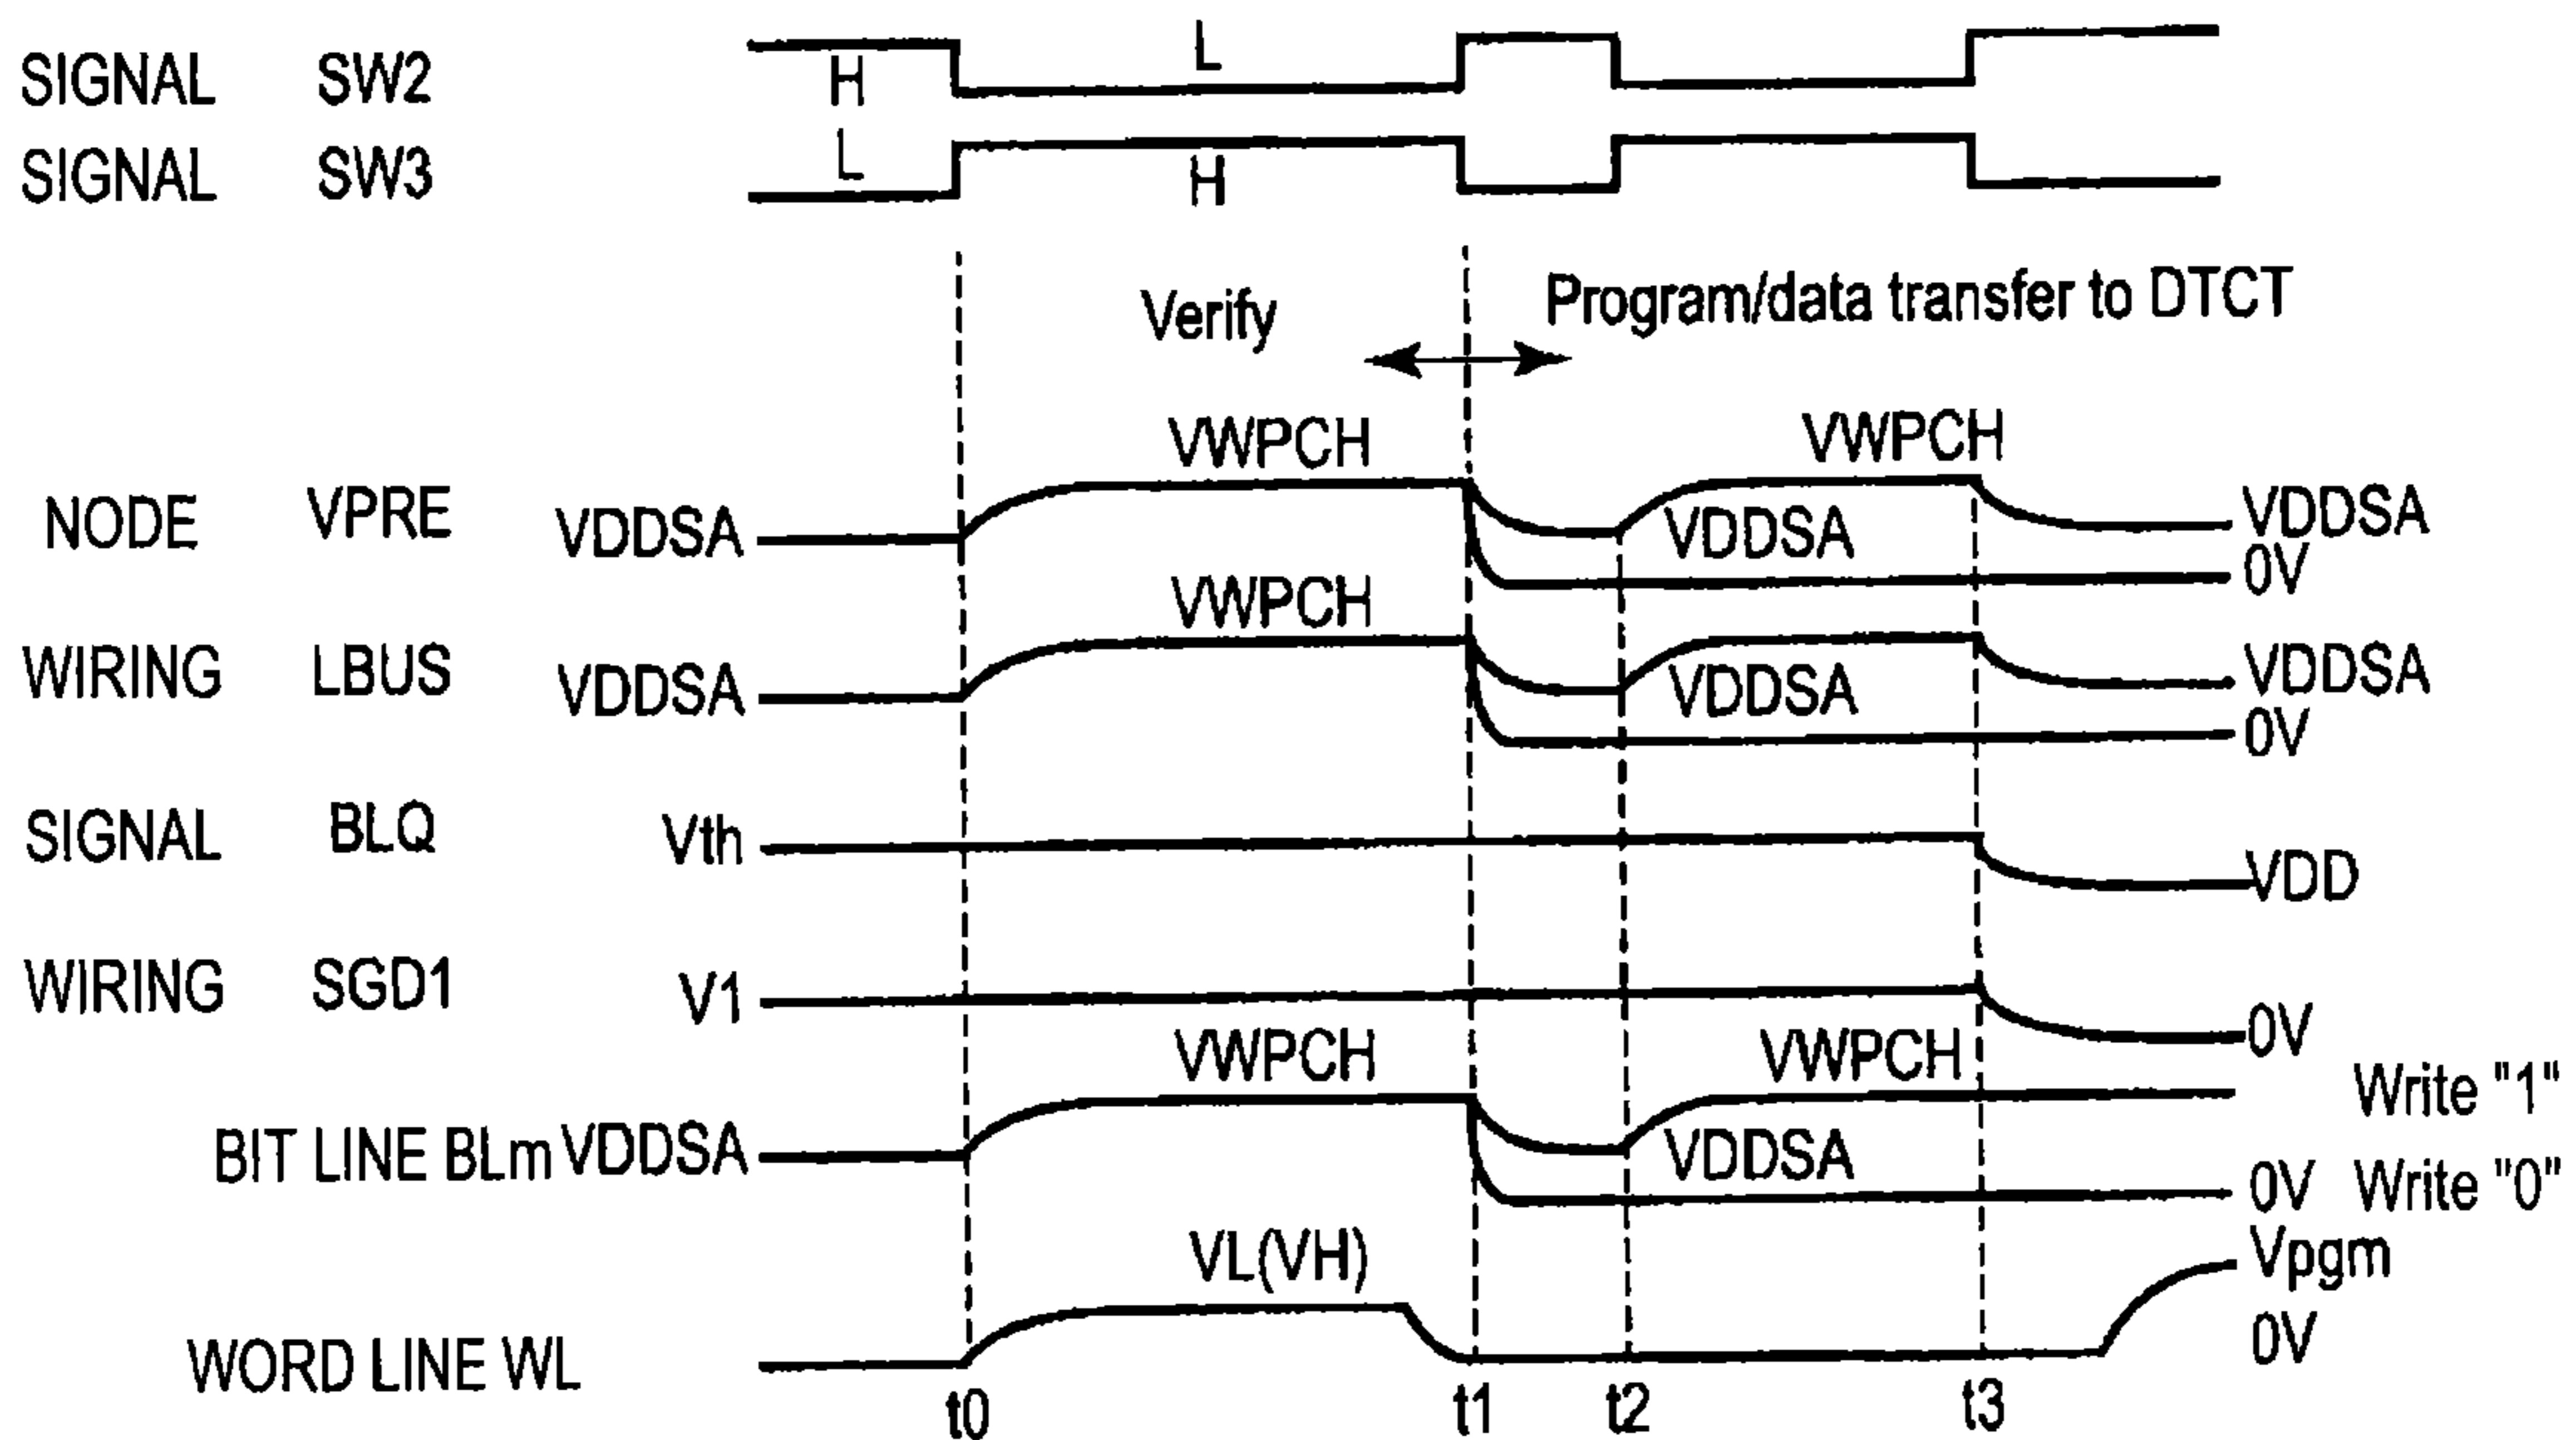 SIGNAL SW2 H L
SIGNAL SW3 L H
Verify Program/data transfer to DTCT
VWPCH VWPCH
NODE VPRE VDDSA VDDSA VDDSA
0V
VWPCH
WIRING LBUS VDDSA VDDSA VDDSA
0V
SIGNAL BLQ Vth VDD
WIRING SGD1 V1 0V
VWPCH VWPCH Write "1"
BIT LINE BLm VDDSA VDDSA 0V Write "0"
VL(VH) Vpgm
WORD LINE WL 0V
t0 t1 t2 t3